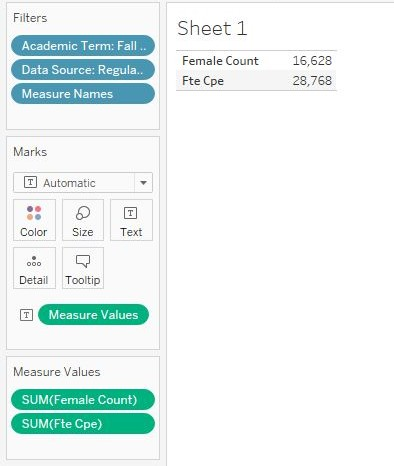 Filters
Academic Term: Fall ..
Data Source: Regula..
Measure Names
Marks
T Automatic
Color Size T Text
Detail Tooltip
T Measure Values
Measure Values
SUM(Female Count)
SUM(Fte Cpe)
Sheet 1
Female Count 16,628
Fte Cpe 28,768